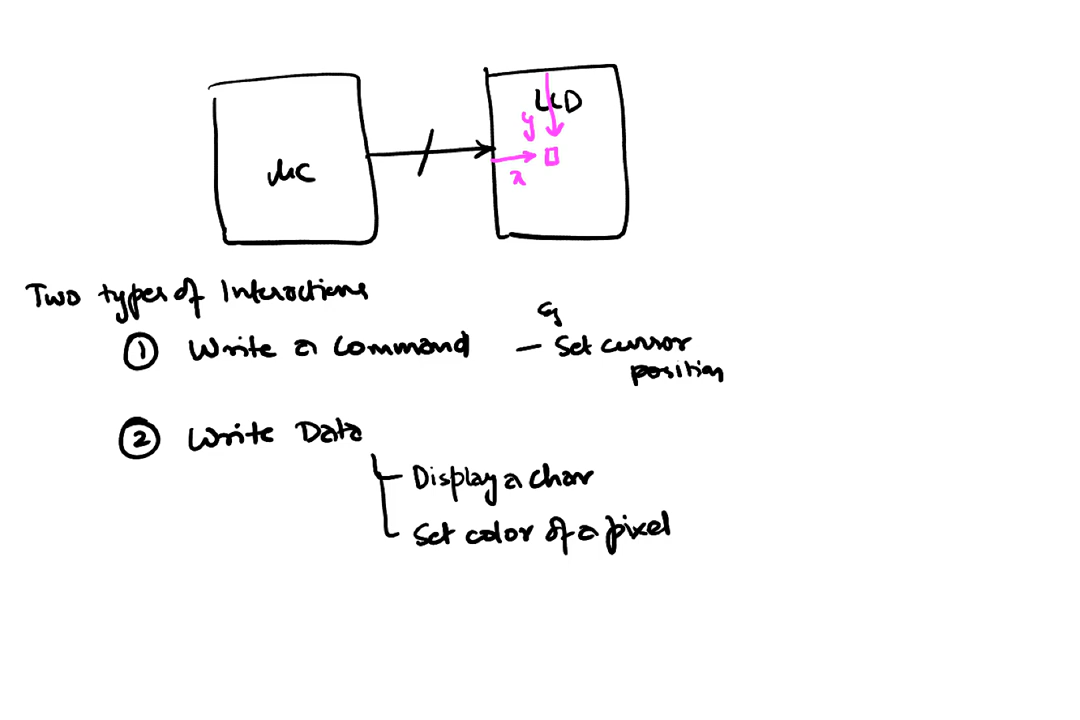 LCD
y
μC
x
Two types of Interactions
① Write a Command — Eg Set cursor
position
② Write Data
Display a char
Set color of a pixel